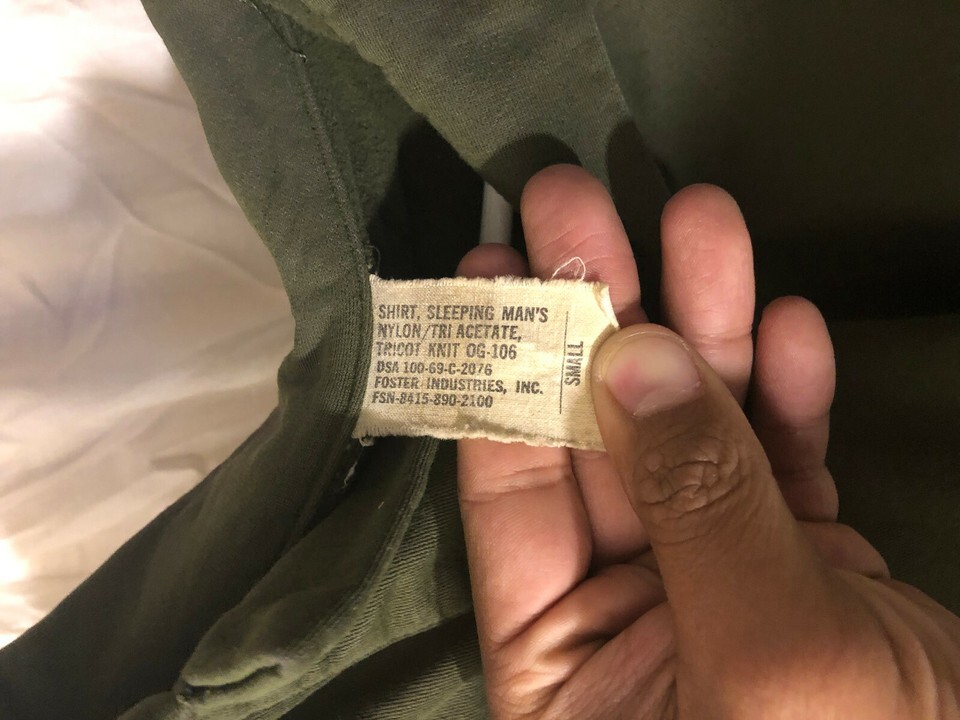 SHIRT, SLEEPING MAN'S
NYLON/TRI ACETATE,
TRICOT KNIT OG-106
DSA 100-69-C-2076
FOSTER INDUSTRIES, INC.
FSN-8415-890-2100
SMALL